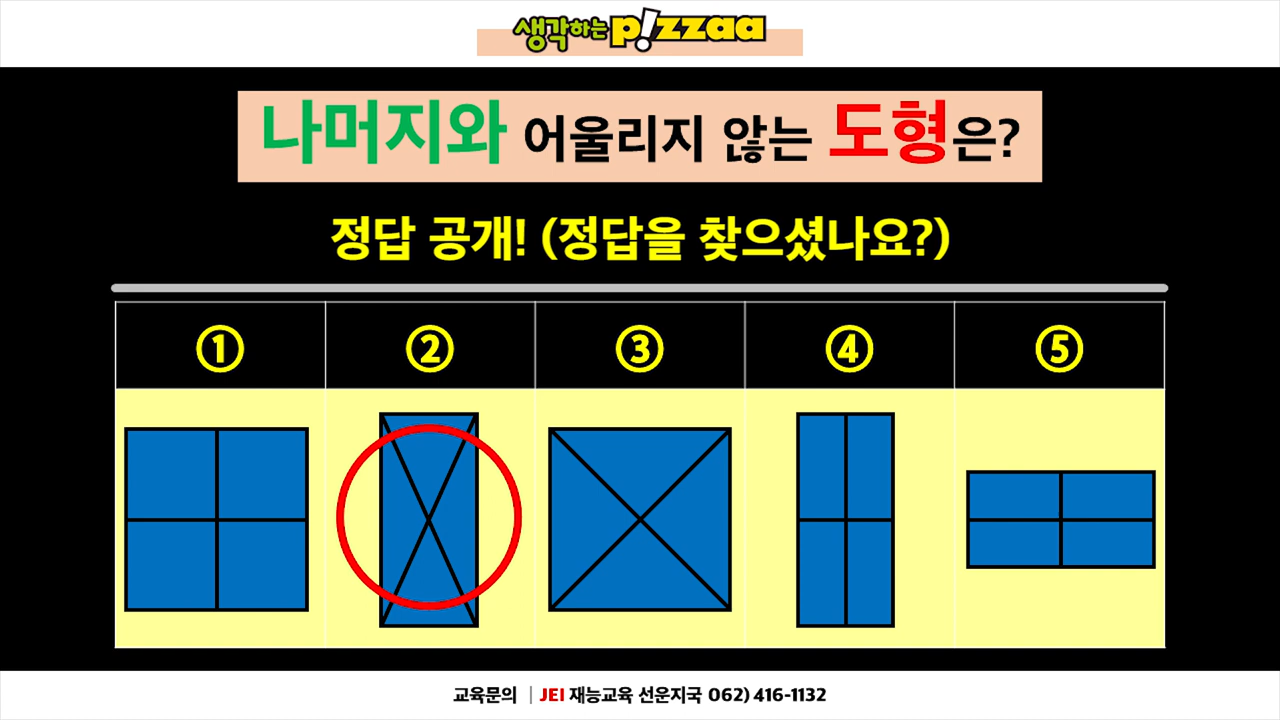 생각하는 p!zzaa
나머지와 어울리지 않는 도형은?
정답 공개! (정답을 찾으셨나요?)
① ② ③ ④ ⑤
교육문의 | JEI 재능교육 선운지국 062) 416-1132